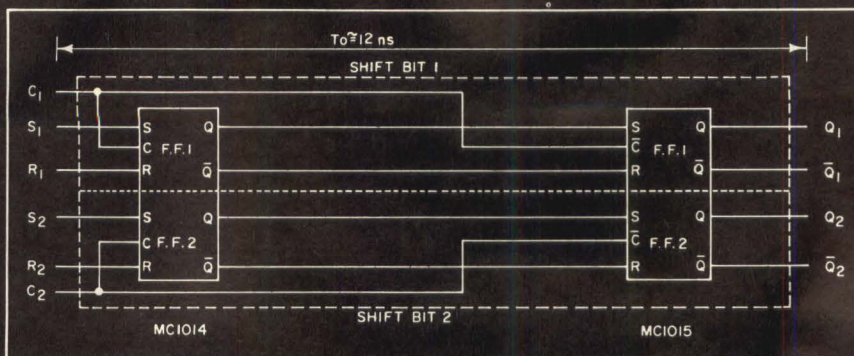 To≅12 ns
SHIFT BIT 1
C1
S1 S Q S Q Q1
C F.F.1 C̅ F.F.1
R1 R Q̅ R Q̅ Q̅1
S2 S Q S Q Q2
C F.F.2 C̅ F.F.2
R2 R Q̅ R Q̅ Q̅2
C2
SHIFT BIT 2
MC1014 MC1015